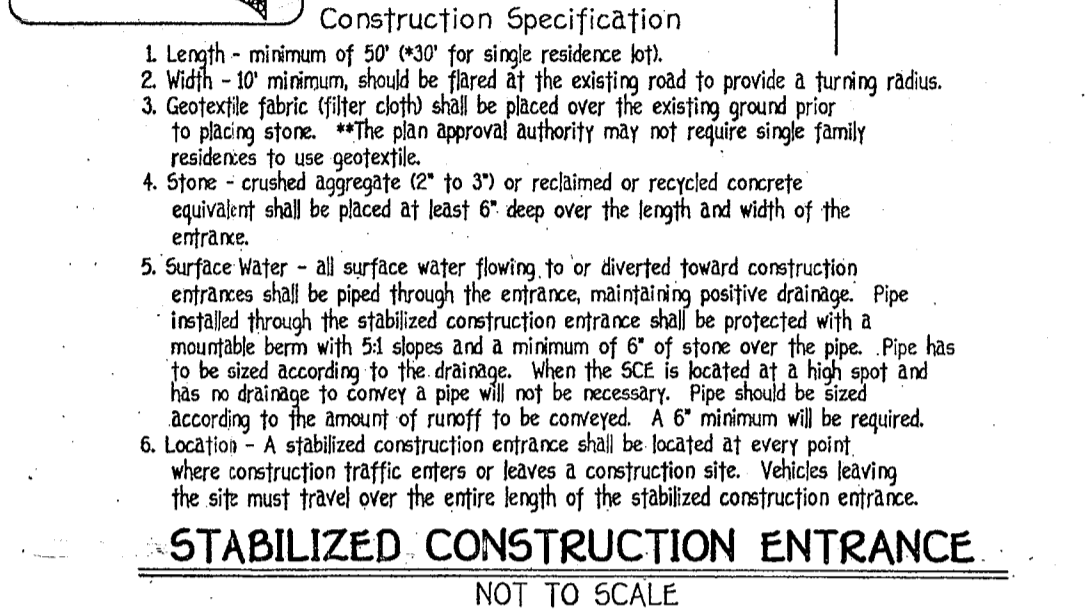 Construction Specification
1. Length - minimum of 50' (*30' for single residence lot).
2. Width - 10' minimum, should be flared at the existing road to provide a turning radius.
3. Geotextile fabric (filter cloth) shall be placed over the existing ground prior
to placing stone. **The plan approval authority may not require single family
residences to use geotextile.
4. Stone - crushed aggregate (2" to 3") or reclaimed or recycled concrete
equivalent shall be placed at least 6" deep over the length and width of the
entrance.
5. Surface Water - all surface water flowing to or diverted toward construction
entrances shall be piped through the entrance, maintaining positive drainage. Pipe
installed through the stabilized construction entrance shall be protected with a
mountable berm with 5:1 slopes and a minimum of 6" of stone over the pipe. Pipe has
to be sized according to the drainage. When the SCE is located at a high spot and
has no drainage to convey a pipe will not be necessary. Pipe should be sized
according to the amount of runoff to be conveyed. A 6" minimum will be required.
6. Location - A stabilized construction entrance shall be located at every point
where construction traffic enters or leaves a construction site. Vehicles leaving
the site must travel over the entire length of the stabilized construction entrance.
STABILIZED CONSTRUCTION ENTRANCE
NOT TO SCALE